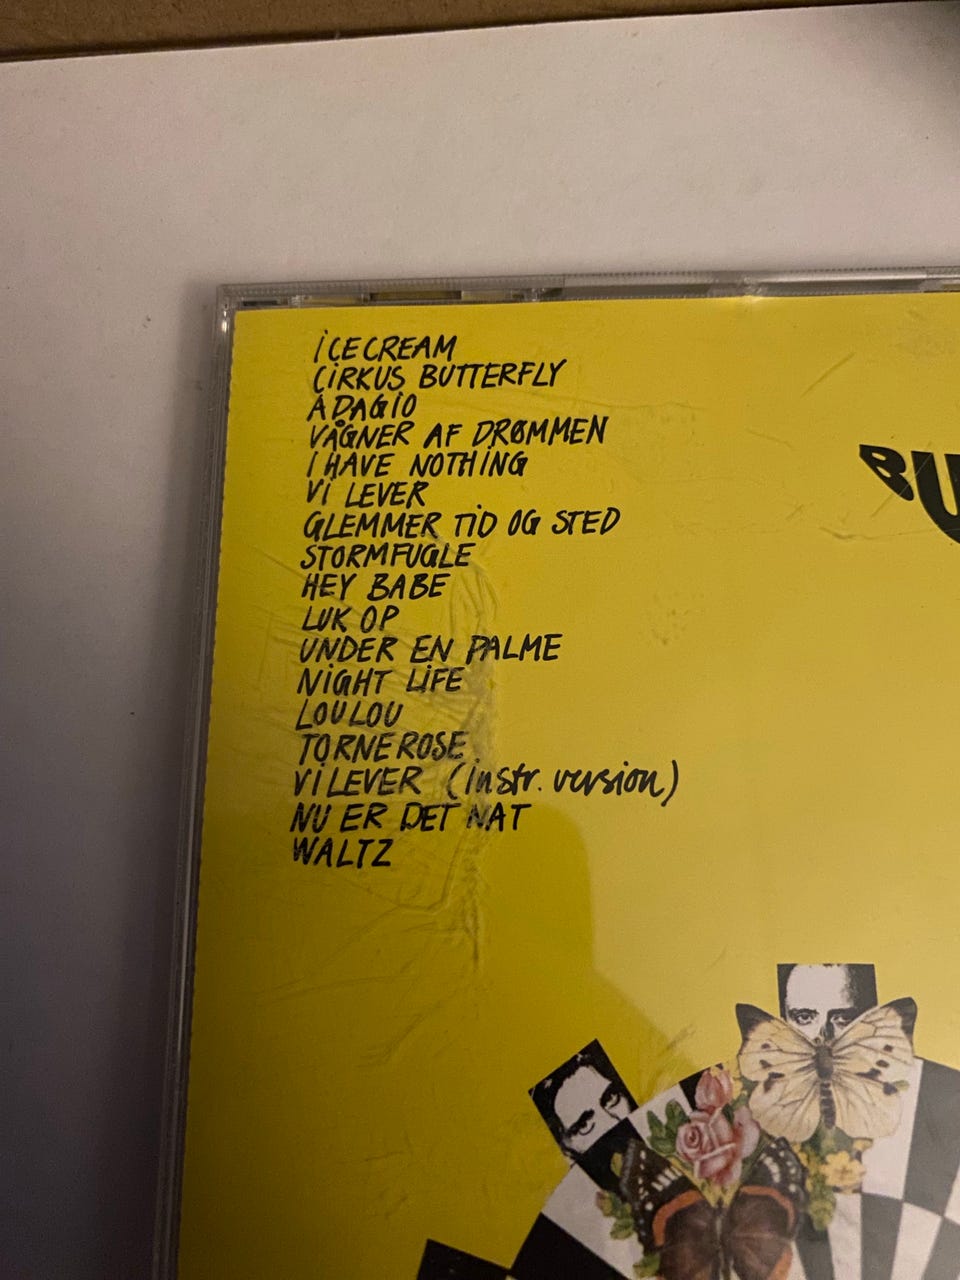 ICECREAM
CIRKUS BUTTERFLY
ADAGIO
VÅGNER AF DRØMMEN
I HAVE NOTHING
VI LEVER
GLEMMER TID OG STED
STORMFUGLE
HEY BABE
LUK OP
UNDER EN PALME
NIGHT LIFE
LOULOU
TORNEROSE
VI LEVER (instr. version)
NU ER DET NAT
WALTZ
BU